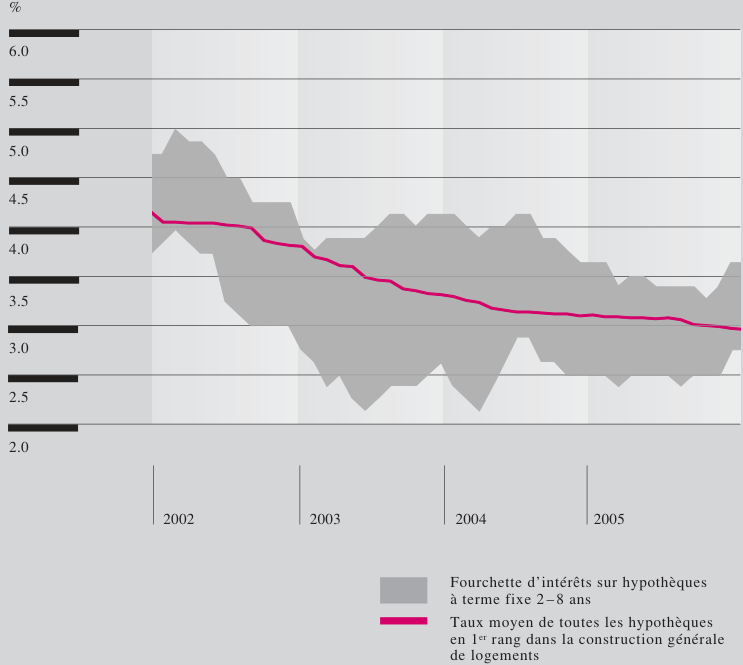 %
6.0
5.5
5.0
4.5
4.0
3.5
3.0
2.5
2.0
2002 2003 2004 2005
Fourchette d’intérêts sur hypothèques
à terme fixe 2–8 ans
Taux moyen de toutes les hypothèques
en 1er rang dans la construction générale
de logements